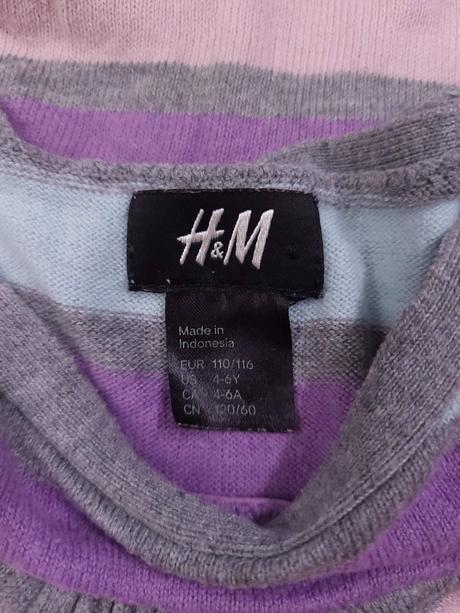 H&M
Made in
Indonesia
EUR 110/116
US 4-6Y
CA 4-6A
CN 120/60